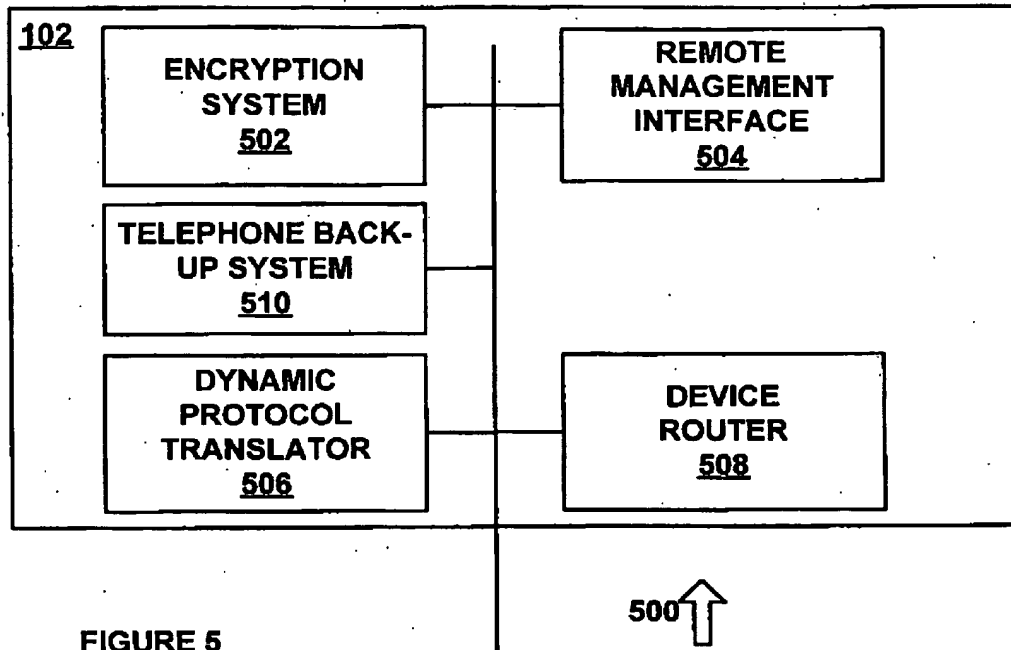 102
ENCRYPTION
SYSTEM
502
REMOTE
MANAGEMENT
INTERFACE
504
TELEPHONE BACK-
UP SYSTEM
510
DYNAMIC
PROTOCOL
TRANSLATOR
506
DEVICE
ROUTER
508
500
FIGURE 5